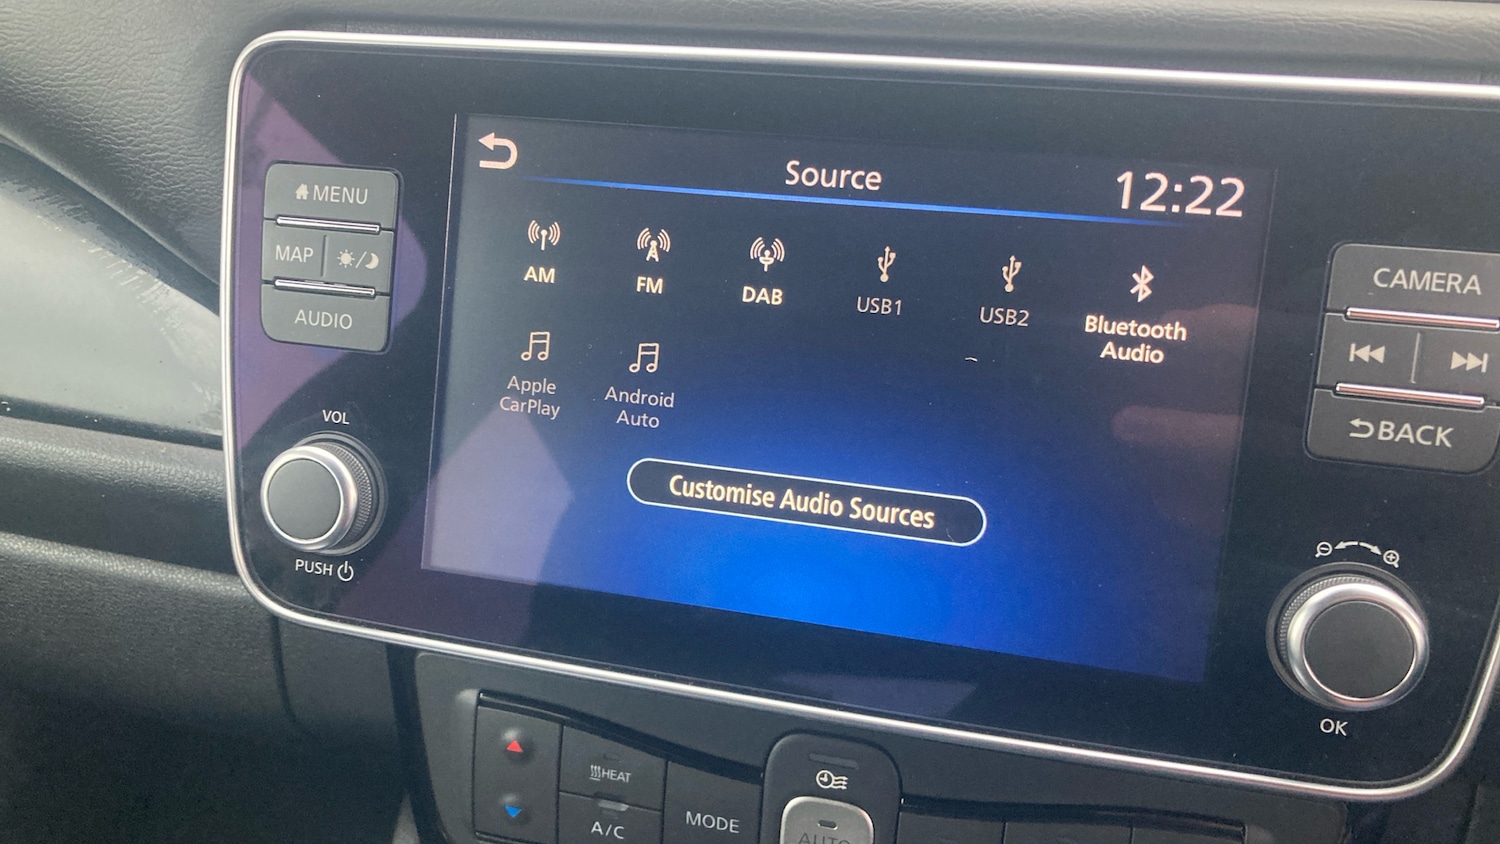 Source
12:22
MENU
MAP
AUDIO
VOL
PUSH
AM
FM
DAB
USB1
USB2
Bluetooth
Audio
Apple
CarPlay
Android
Auto
Customise Audio Sources
CAMERA
BACK
OK
HEAT
A/C
MODE
AUTO